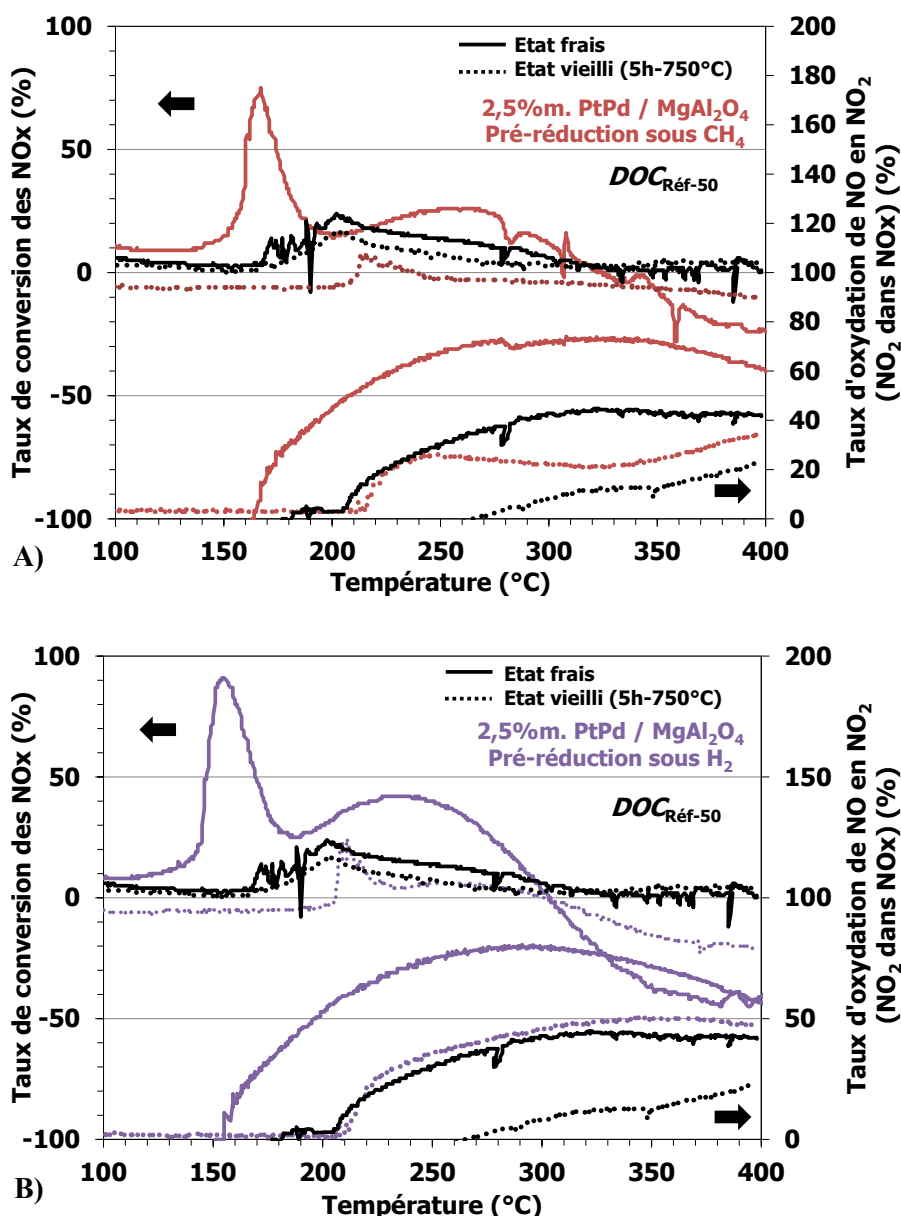 100
50
0
-50
-100
Taux de conversion des NOx (%)
Etat frais
Etat vieilli (5h-750°C)
2,5%m. PtPd / MgAl₂O₄
Pré-réduction sous CH₄
DOC Réf-50
200
180
160
140
120
100
80
60
40
20
0
Taux d'oxydation de NO en NO₂
(NO₂ dans NOx) (%)
100 150 200 250 300 350 400
Température (°C)
A)
100
50
0
-50
-100
Taux de conversion des NOx (%)
Etat frais
Etat vieilli (5h-750°C)
2,5%m. PtPd / MgAl₂O₄
Pré-réduction sous H₂
DOC Réf-50
200
150
100
50
0
Taux d'oxydation de NO en NO₂
(NO₂ dans NOx) (%)
100 150 200 250 300 350 400
Température (°C)
B)